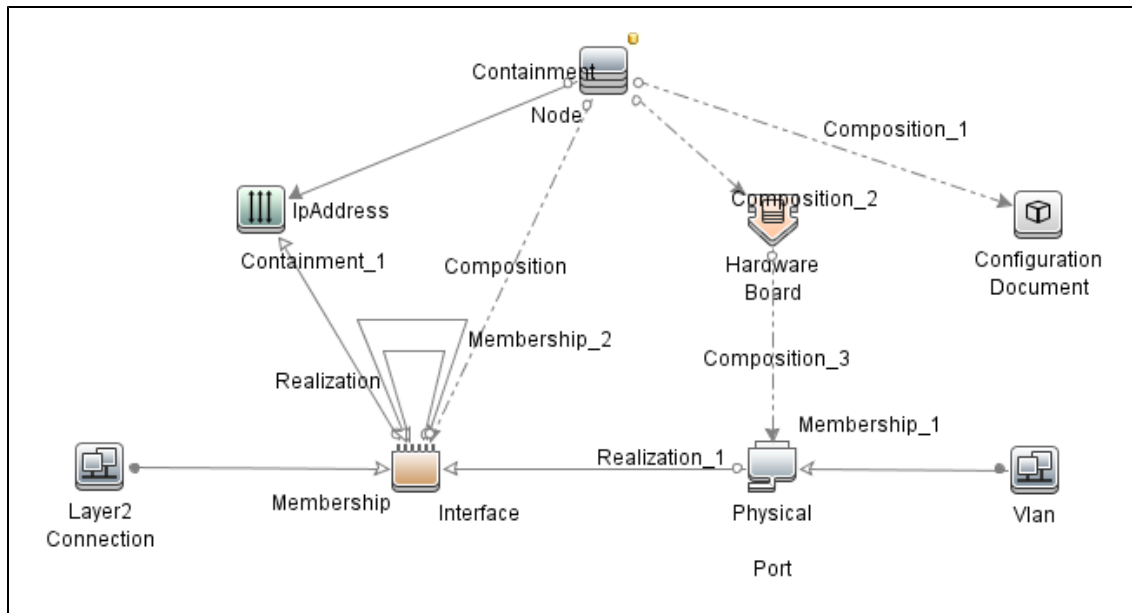 Containment
Node
Composition_1
IpAddress
Composition_2
Containment_1
Composition
Hardware
Board
Configuration
Document
Membership_2
Composition_3
Realization
Membership_1
Realization_1
Membership
Interface
Layer2
Connection
Physical
Port
Vlan